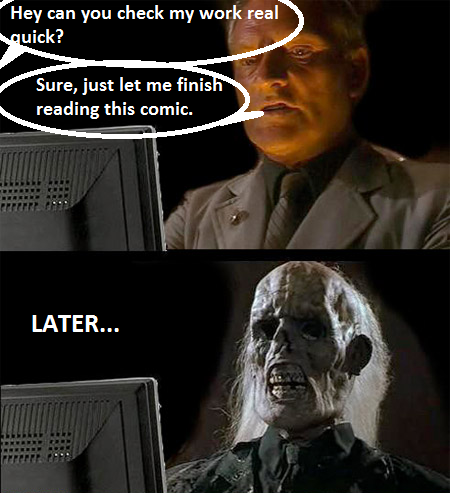 Hey can you check my work real
quick?
Sure, just let me finish
reading this comic.
LATER...